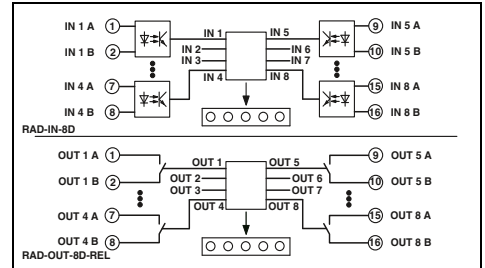 IN 1 A 1 IN 1 IN 5 9 IN 5 A
IN 1 B 2 IN 2 IN 6 10 IN 5 B
IN 3 IN 7
IN 4 A 7 IN 4 IN 8 15 IN 8 A
IN 4 B 8 16 IN 8 B
RAD-IN-8D
OUT 1 A 1 OUT 1 OUT 5 9 OUT 5 A
OUT 1 B 2 OUT 2 OUT 6 10 OUT 5 B
OUT 3 OUT 7
OUT 4 A 7 OUT 4 OUT 8 15 OUT 8 A
OUT 4 B 8 16 OUT 8 B
RAD-OUT-8D-REL